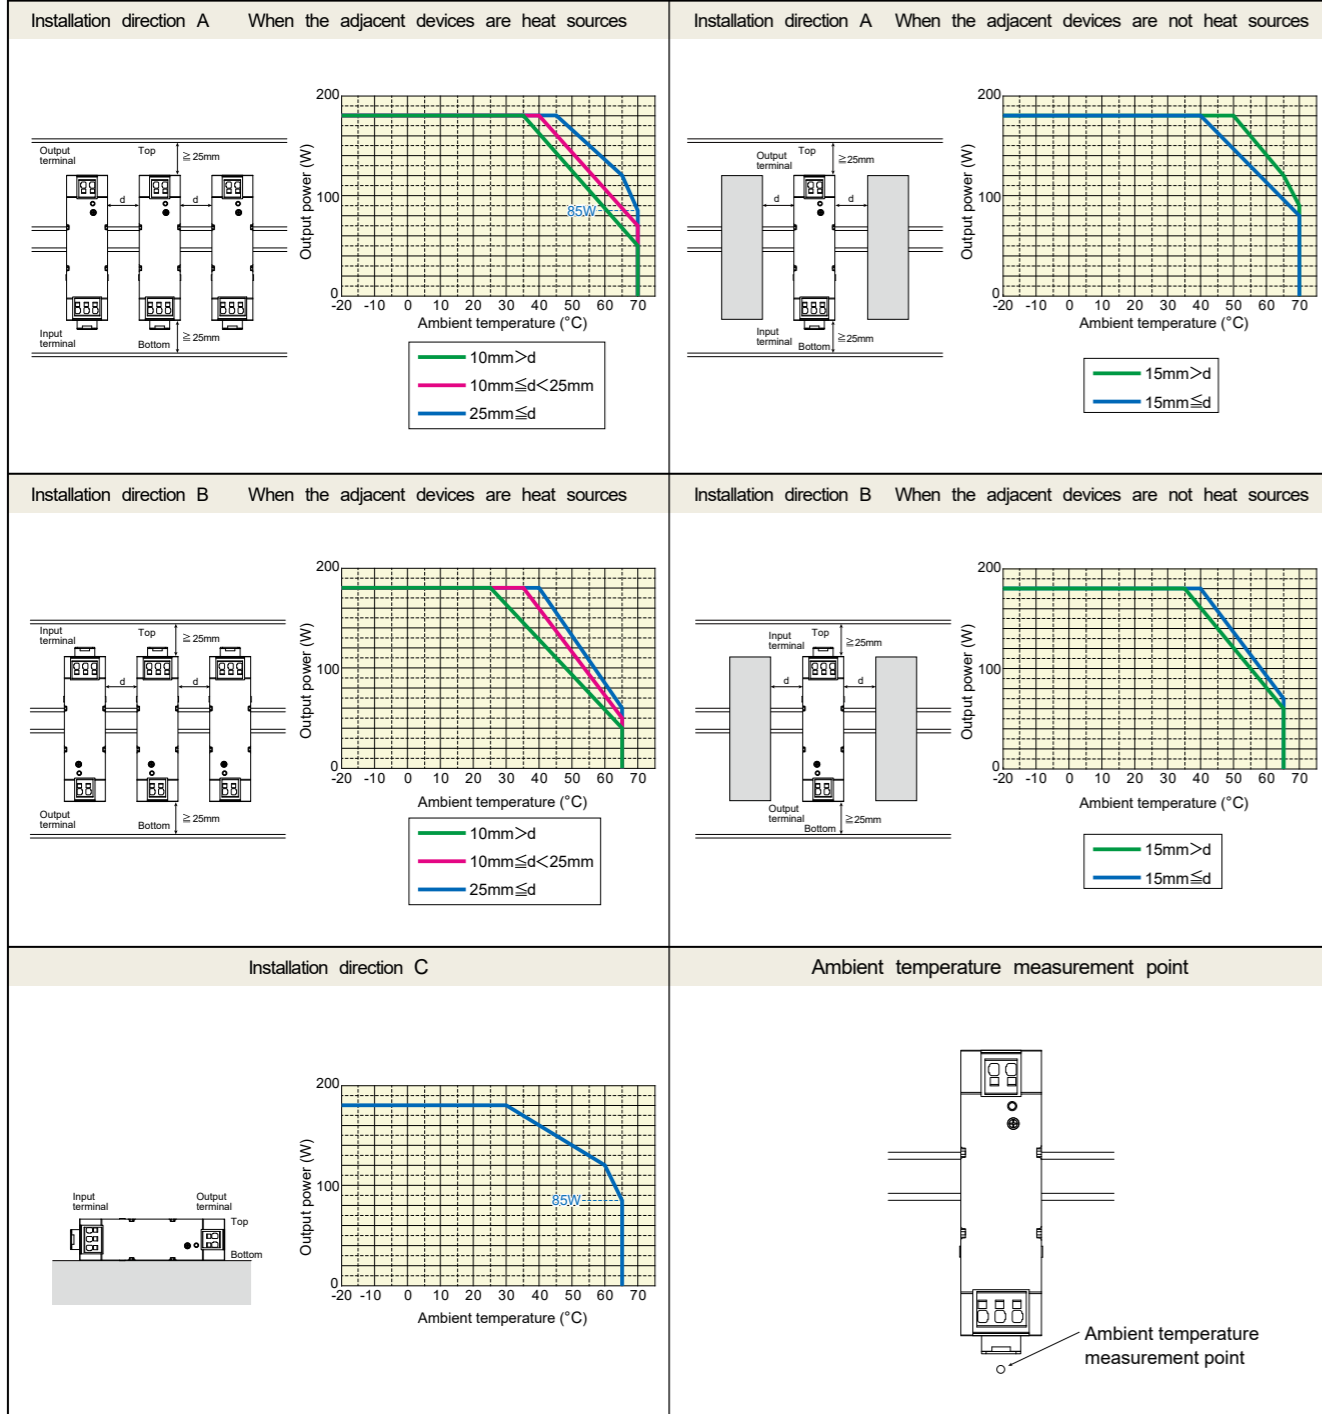 Installation direction A When the adjacent devices are heat sources
Output terminal
Top
≧25mm
d
d
Input terminal
Bottom
≧25mm
Output power (W)
200
100
0
85W
-20 -10 0 10 20 30 40 50 60 70
Ambient temperature (°C)
10mm>d
10mm≦d<25mm
25mm≦d
Installation direction A When the adjacent devices are not heat sources
Output terminal
Top
≧25mm
d
d
Input terminal
Bottom
≧25mm
Output power (W)
200
100
0
-20 -10 0 10 20 30 40 50 60 70
Ambient temperature (°C)
15mm>d
15mm≦d
Installation direction B When the adjacent devices are heat sources
Input terminal
Top
≧25mm
d
d
Output terminal
Bottom
≧25mm
Output power (W)
200
100
0
-20 -10 0 10 20 30 40 50 60 70
Ambient temperature (°C)
10mm>d
10mm≦d<25mm
25mm≦d
Installation direction B When the adjacent devices are not heat sources
Input terminal
Top
≧25mm
d
d
Output terminal
Bottom
≧25mm
Output power (W)
200
100
0
-20 -10 0 10 20 30 40 50 60 70
Ambient temperature (°C)
15mm>d
15mm≦d
Installation direction C
Input terminal
Output terminal
Top
Bottom
Output power (W)
200
100
0
85W
-20 -10 0 10 20 30 40 50 60 70
Ambient temperature (°C)
Ambient temperature measurement point
Ambient temperature
measurement point